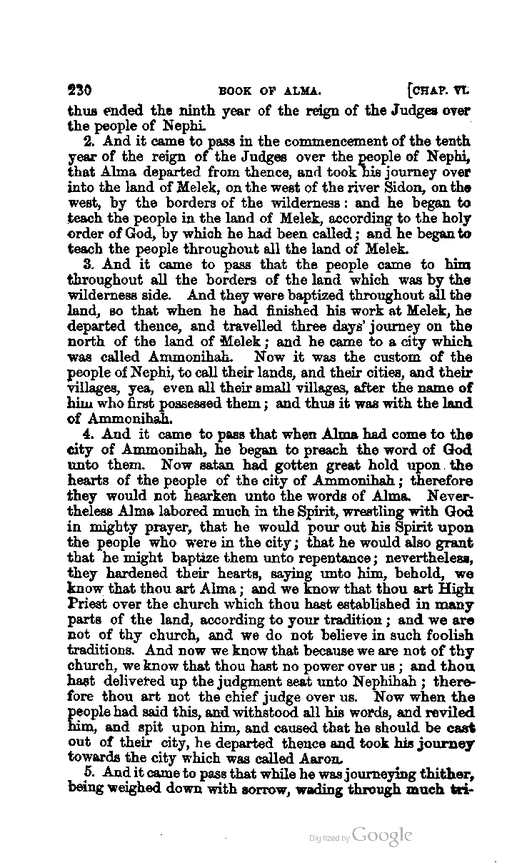 230 BOOK OF ALMA. [CHAP. VI.
thus ended the ninth year of the reign of the Judges over
the people of Nephi.
2. And it came to pass in the commencement of the tenth
year of the reign of the Judges over the people of Nephi,
that Alma departed from thence, and took his journey over
into the land of Melek, on the west of the river Sidon, on the
west, by the borders of the wilderness: and he began to
teach the people in the land of Melek, according to the holy
order of God, by which he had been called; and he began to
teach the people throughout all the land of Melek.
3. And it came to pass that the people came to him
throughout all the borders of the land which was by the
wilderness side. And they were baptized throughout all the
land, so that when he had finished his work at Melek, he
departed thence, and travelled three days' journey on the
north of the land of Melek; and he came to a city which
was called Ammonihah. Now it was the custom of the
people of Nephi, to call their lands, and their cities, and their
villages, yea, even all their small villages, after the name of
him who first possessed them; and thus it was with the land
of Ammonihah.
4. And it came to pass that when Alma had come to the
city of Ammonihah, he began to preach the word of God
unto them. Now satan had gotten great hold upon the
hearts of the people of the city of Ammonihah; therefore
they would not hearken unto the words of Alma. Never-
theless Alma labored much in the Spirit, wrestling with God
in mighty prayer, that he would pour out his Spirit upon
the people who were in the city; that he would also grant
that he might baptize them unto repentance; nevertheless,
they hardened their hearts, saying unto him, behold, we
know that thou art Alma; and we know that thou art High
Priest over the church which thou hast established in many
parts of the land, according to your tradition; and we are
not of thy church, and we do not believe in such foolish
traditions. And now we know that because we are not of thy
church, we know that thou hast no power over us; and thou
hast delivered up the judgment seat unto Nephihah; there-
fore thou art not the chief judge over us. Now when the
people had said this, and withstood all his words, and reviled
him, and spit upon him, and caused that he should be cast
out of their city, he departed thence and took his journey
towards the city which was called Aaron.
5. And it came to pass that while he was journeying thither,
being weighed down with sorrow, wading through much tri-
Digitized by Google